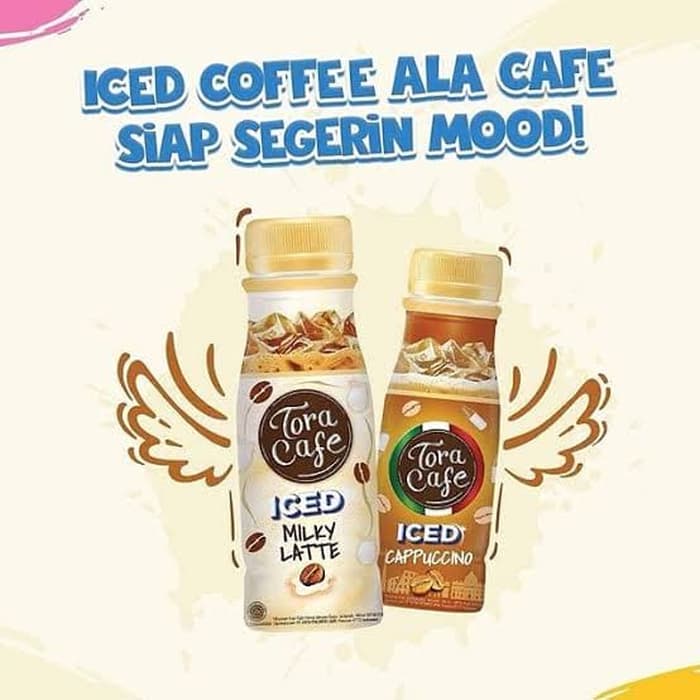 ICED COFFEE ALA CAFE
SiAP SEGERiN MOOD!
Tora
Cafe
ICED
MILKY
LATTE
Tora
Cafe
ICED
CAPPUCCINO